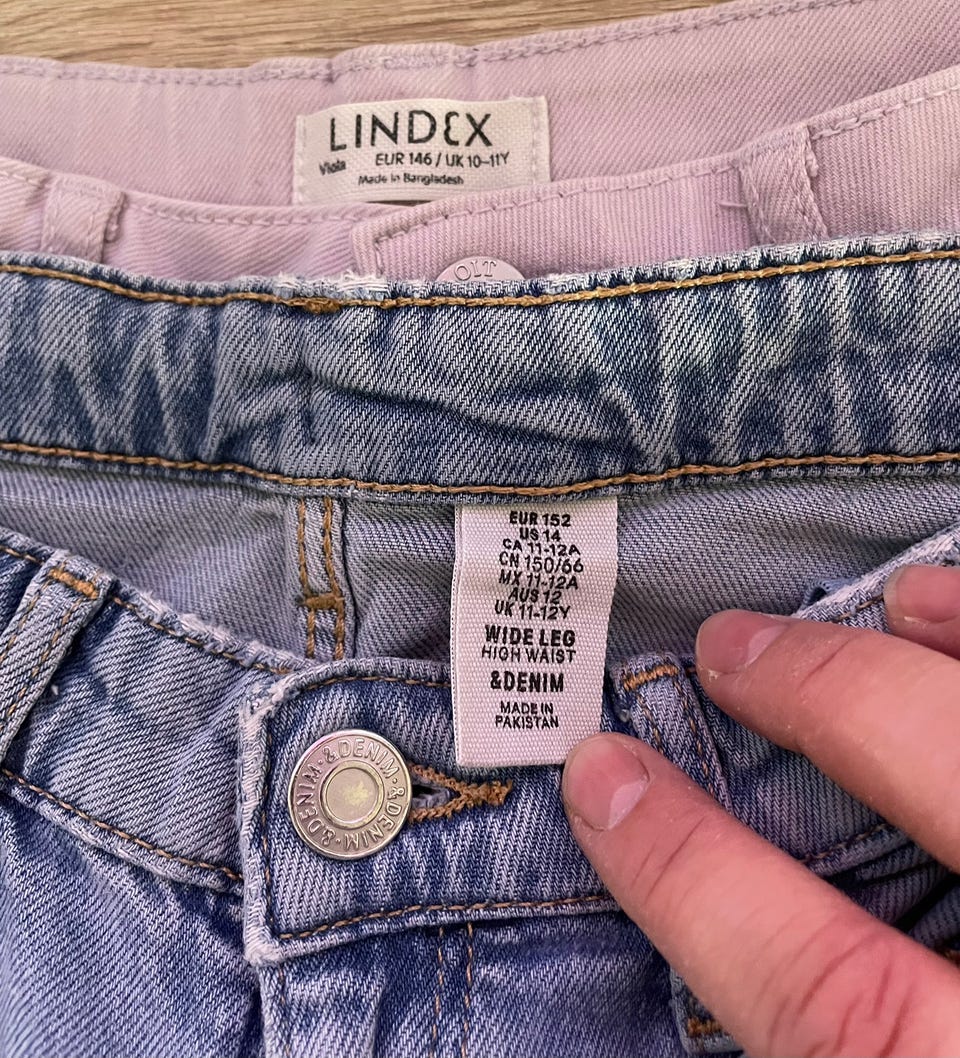 LINDEX
Viola EUR 146 / UK 10–11Y
Made in Bangladesh
EUR 152
US 14
CA 11-12A
CN 150/66
MX 11-12A
AUS 12
UK 11-12Y
WIDE LEG
HIGH WAIST
&DENIM
MADE IN
PAKISTAN
&DENIM · &DENIM · &DENIM ·